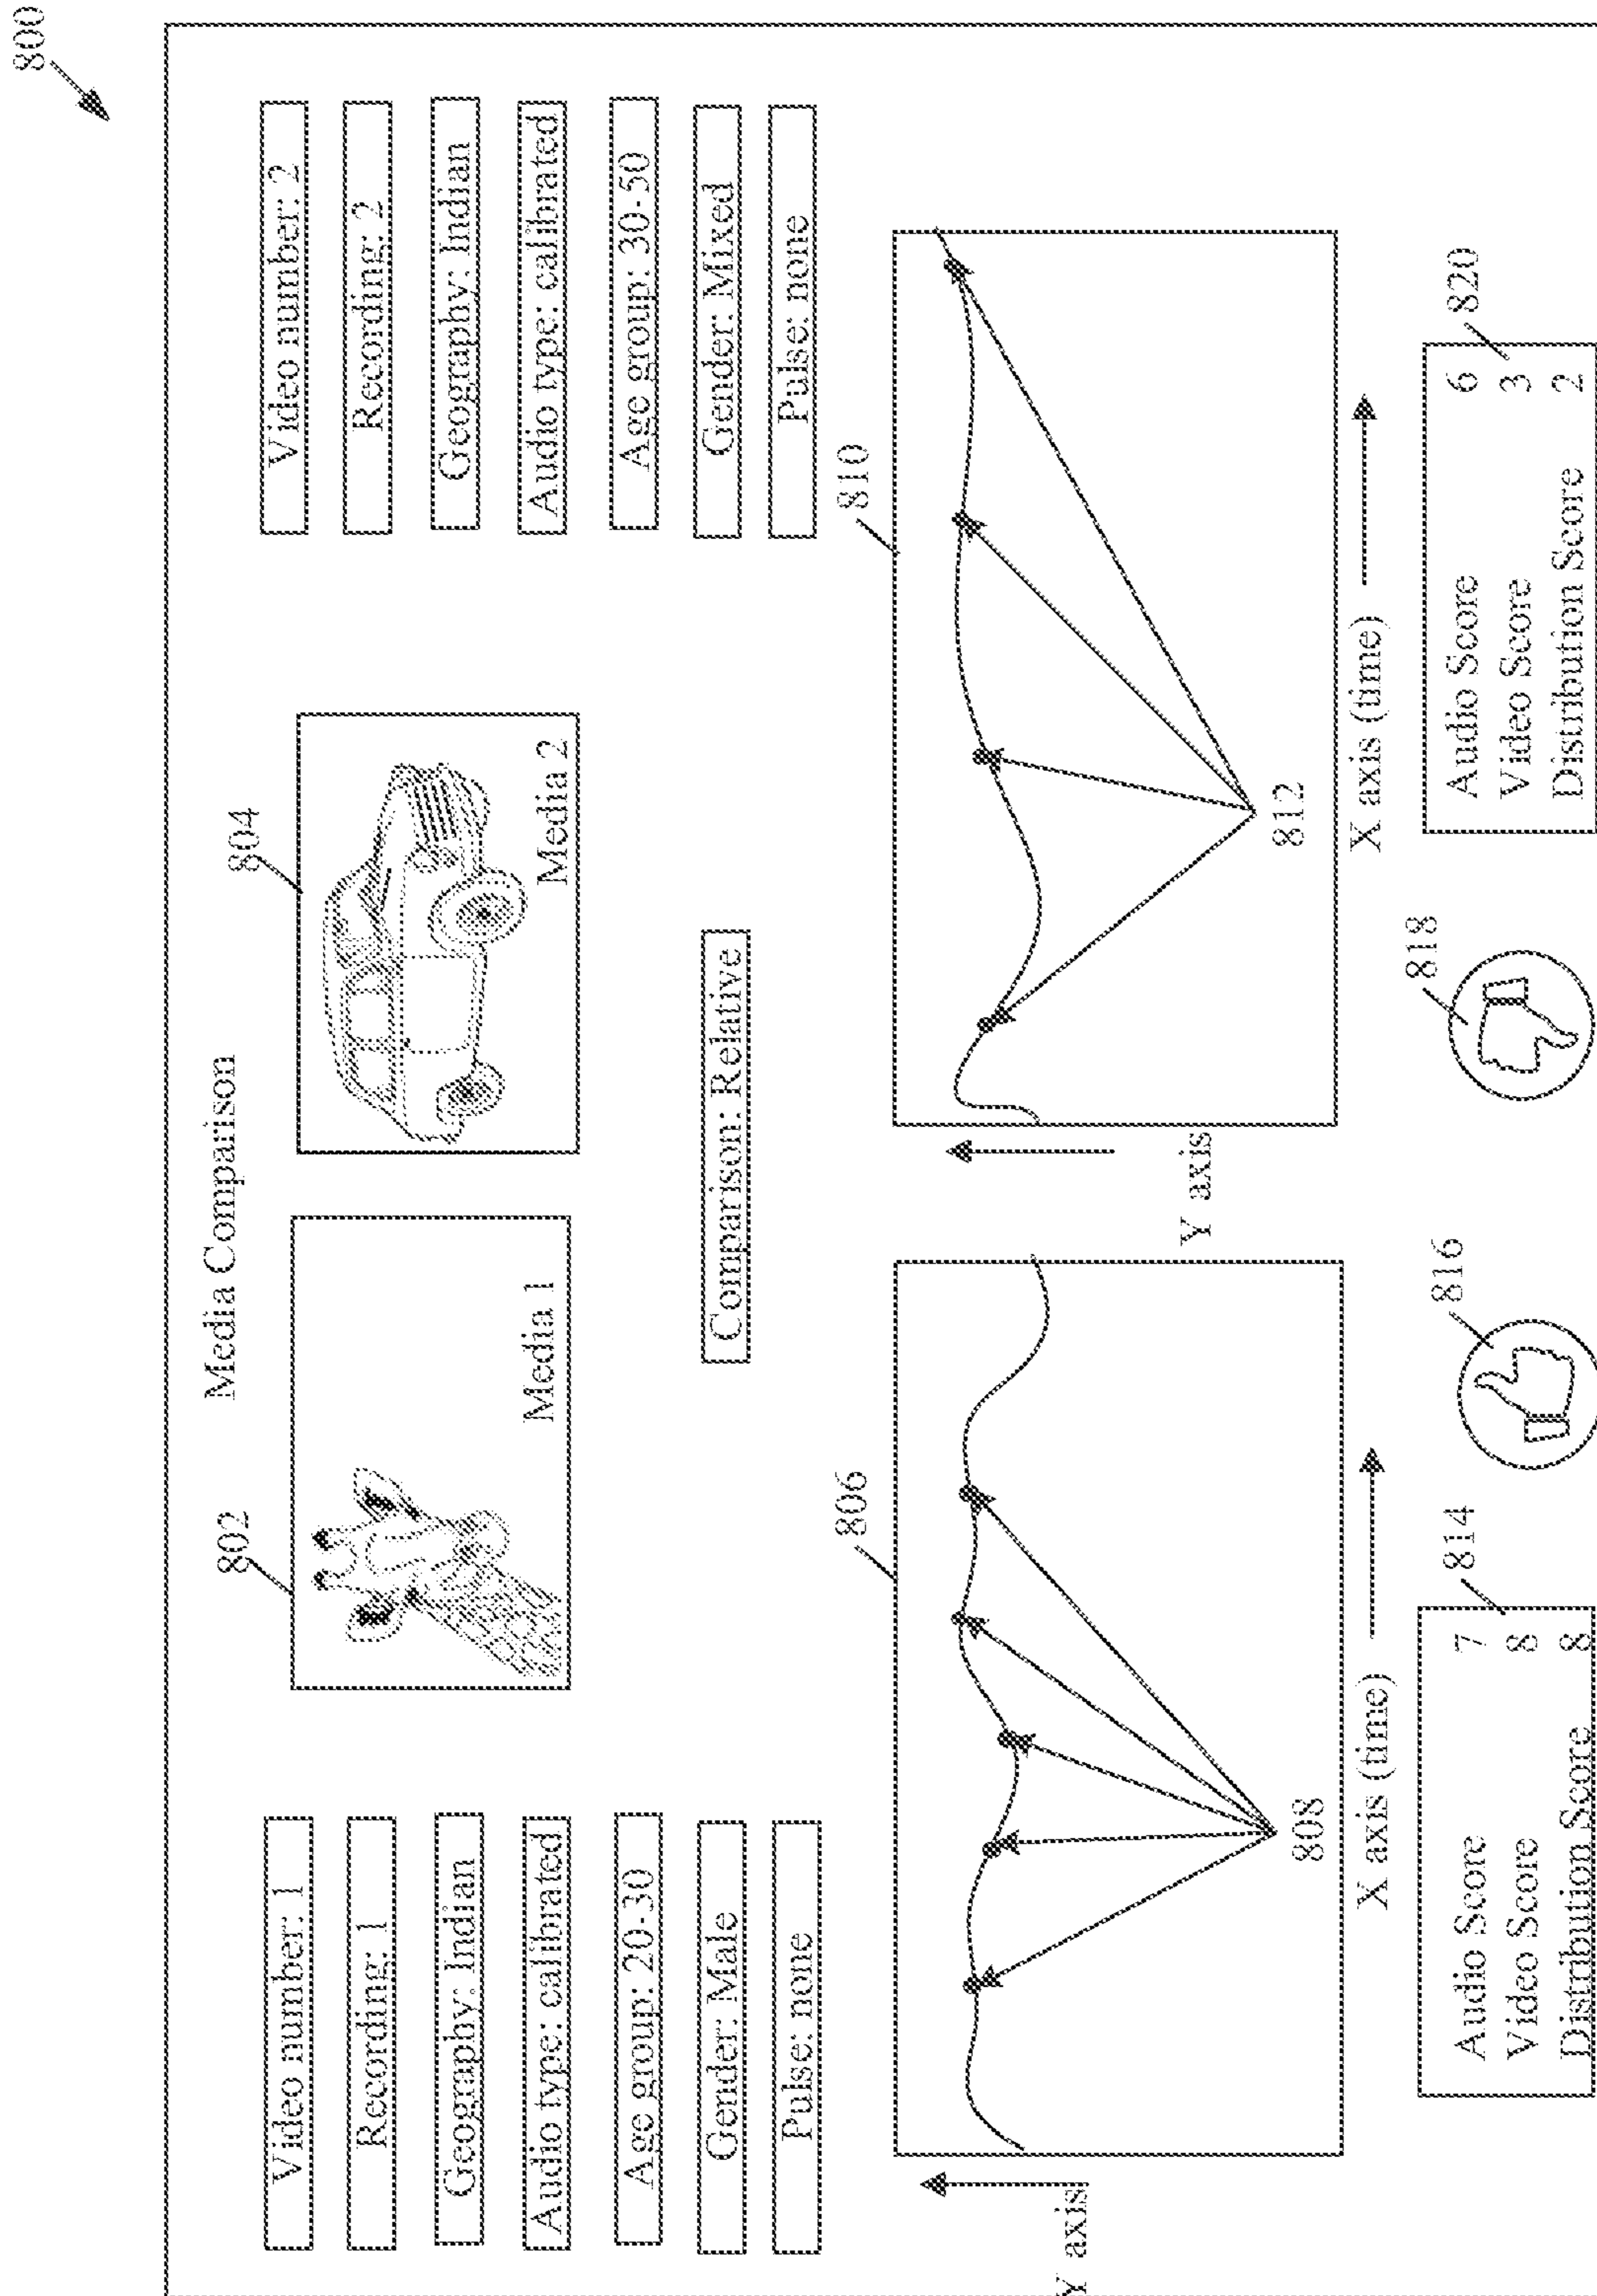 800
Media Comparison
Video number: 1
Recording: 1
Geography: Indian
Audio type: calibrated
Age group: 20-30
Gender: Male
Pulse: none
802
Media 1
804
Media 2
Video number: 2
Recording: 2
Geography: Indian
Audio type: calibrated
Age group: 30-50
Gender: Mixed
Pulse: none
Comparison: Relative
806
808
Y axis
X axis (time)
810
812
Y axis
X axis (time)
814
Audio Score 7
Video Score 8
Distribution Score 8
816
818
820
Audio Score 6
Video Score 3
Distribution Score 2